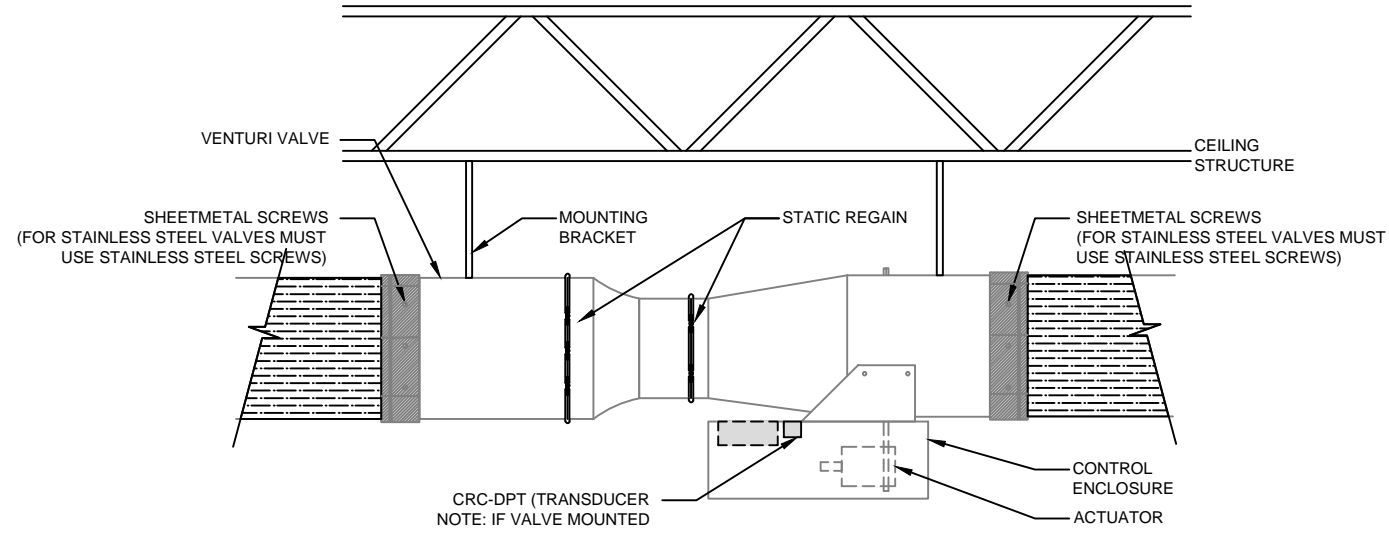 VENTURI VALVE
CEILING
STRUCTURE
SHEETMETAL SCREWS
(FOR STAINLESS STEEL VALVES MUST
USE STAINLESS STEEL SCREWS)
MOUNTING
BRACKET
STATIC REGAIN
SHEETMETAL SCREWS
(FOR STAINLESS STEEL VALVES MUST
USE STAINLESS STEEL SCREWS)
CRC-DPT (TRANSDUCER
NOTE: IF VALVE MOUNTED
CONTROL
ENCLOSURE
ACTUATOR